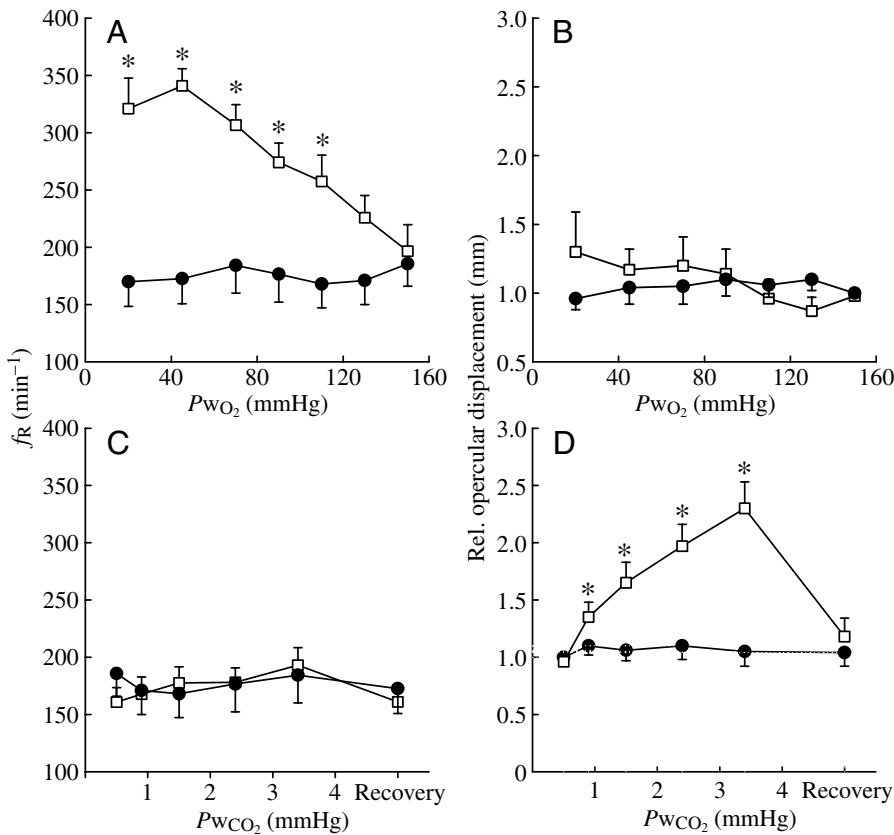 A
400
350
300
250
200
150
100
* * * * *
0 40 80 120 160
PwO₂ (mmHg)
B
3.0
2.5
2.0
1.5
1.0
0.5
0 40 80 120 160
PwO₂ (mmHg)
fR (min⁻¹)
Rel. opercular displacement (mm)
C
400
350
300
250
200
150
100
1 2 3 4 Recovery
PwCO₂ (mmHg)
D
3.0
2.5
2.0
1.5
1.0
0.5
0
* * * *
1 2 3 4 Recovery
PwCO₂ (mmHg)